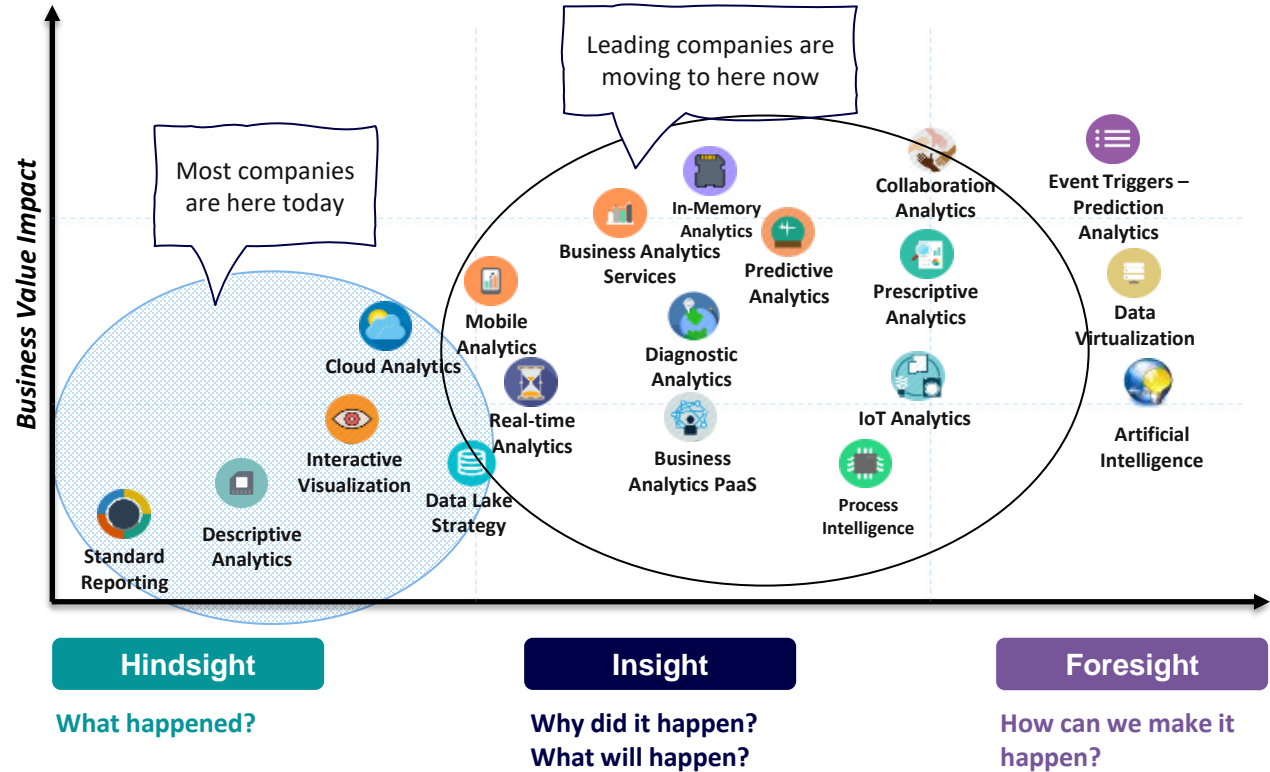 Business Value Impact
Most companies
are here today
Leading companies are
moving to here now
Standard
Reporting
Descriptive
Analytics
Interactive
Visualization
Cloud Analytics
Data Lake
Strategy
Mobile
Analytics
Real-time
Analytics
Business Analytics
Services
In-Memory
Analytics
Predictive
Analytics
Diagnostic
Analytics
Business
Analytics PaaS
Collaboration
Analytics
Prescriptive
Analytics
IoT Analytics
Process
Intelligence
Event Triggers –
Prediction
Analytics
Data
Virtualization
Artificial
Intelligence
Hindsight
What happened?
Insight
Why did it happen?
What will happen?
Foresight
How can we make it
happen?